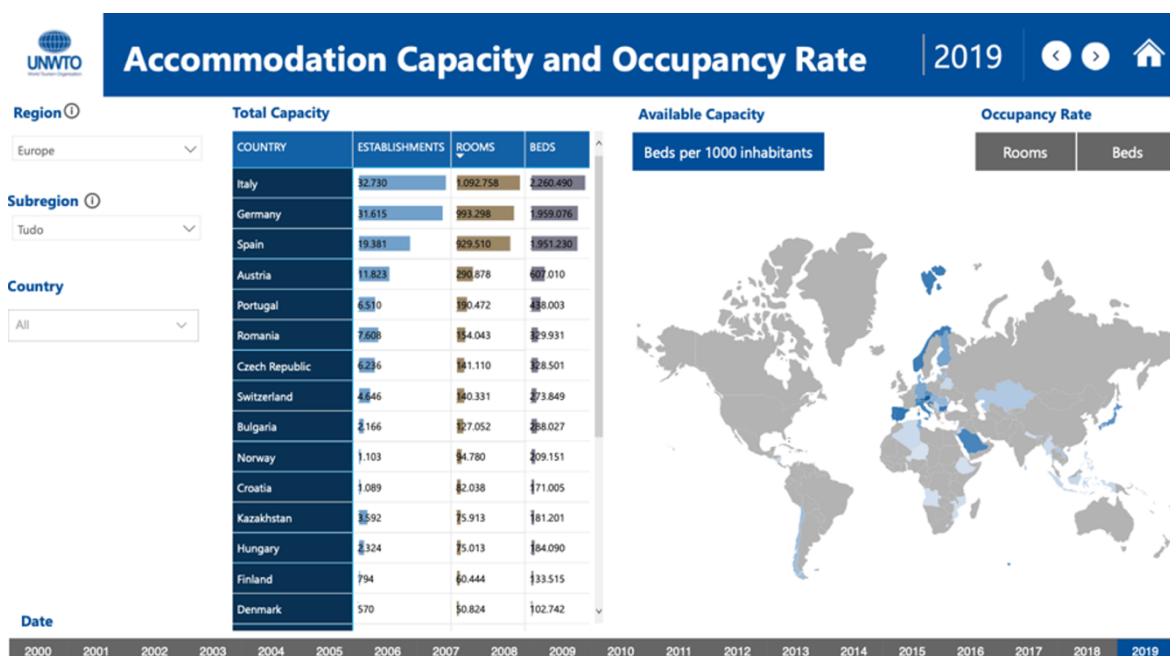 UNWTO
World Tourism Organization
Accommodation Capacity and Occupancy Rate
2019
Region
Europe
Subregion
Tudo
Country
All
Total Capacity
COUNTRY ESTABLISHMENTS ROOMS BEDS
Italy 32.730 1.092.758 2.260.490
Germany 31.615 993.298 1.959.076
Spain 19.381 929.510 1.951.230
Austria 11.823 290.878 607.010
Portugal 6.510 190.472 438.003
Romania 7.608 154.043 329.931
Czech Republic 6.236 141.110 328.501
Switzerland 4.646 140.331 273.849
Bulgaria 2.166 127.052 288.027
Norway 1.103 94.780 209.151
Croatia 1.089 82.038 171.005
Kazakhstan 3.592 75.913 181.201
Hungary 2.324 75.013 184.090
Finland 794 60.444 133.515
Denmark 570 50.824 102.742
Available Capacity
Beds per 1000 inhabitants
Occupancy Rate
Rooms Beds
Date
2000 2001 2002 2003 2004 2005 2006 2007 2008 2009 2010 2011 2012 2013 2014 2015 2016 2017 2018 2019